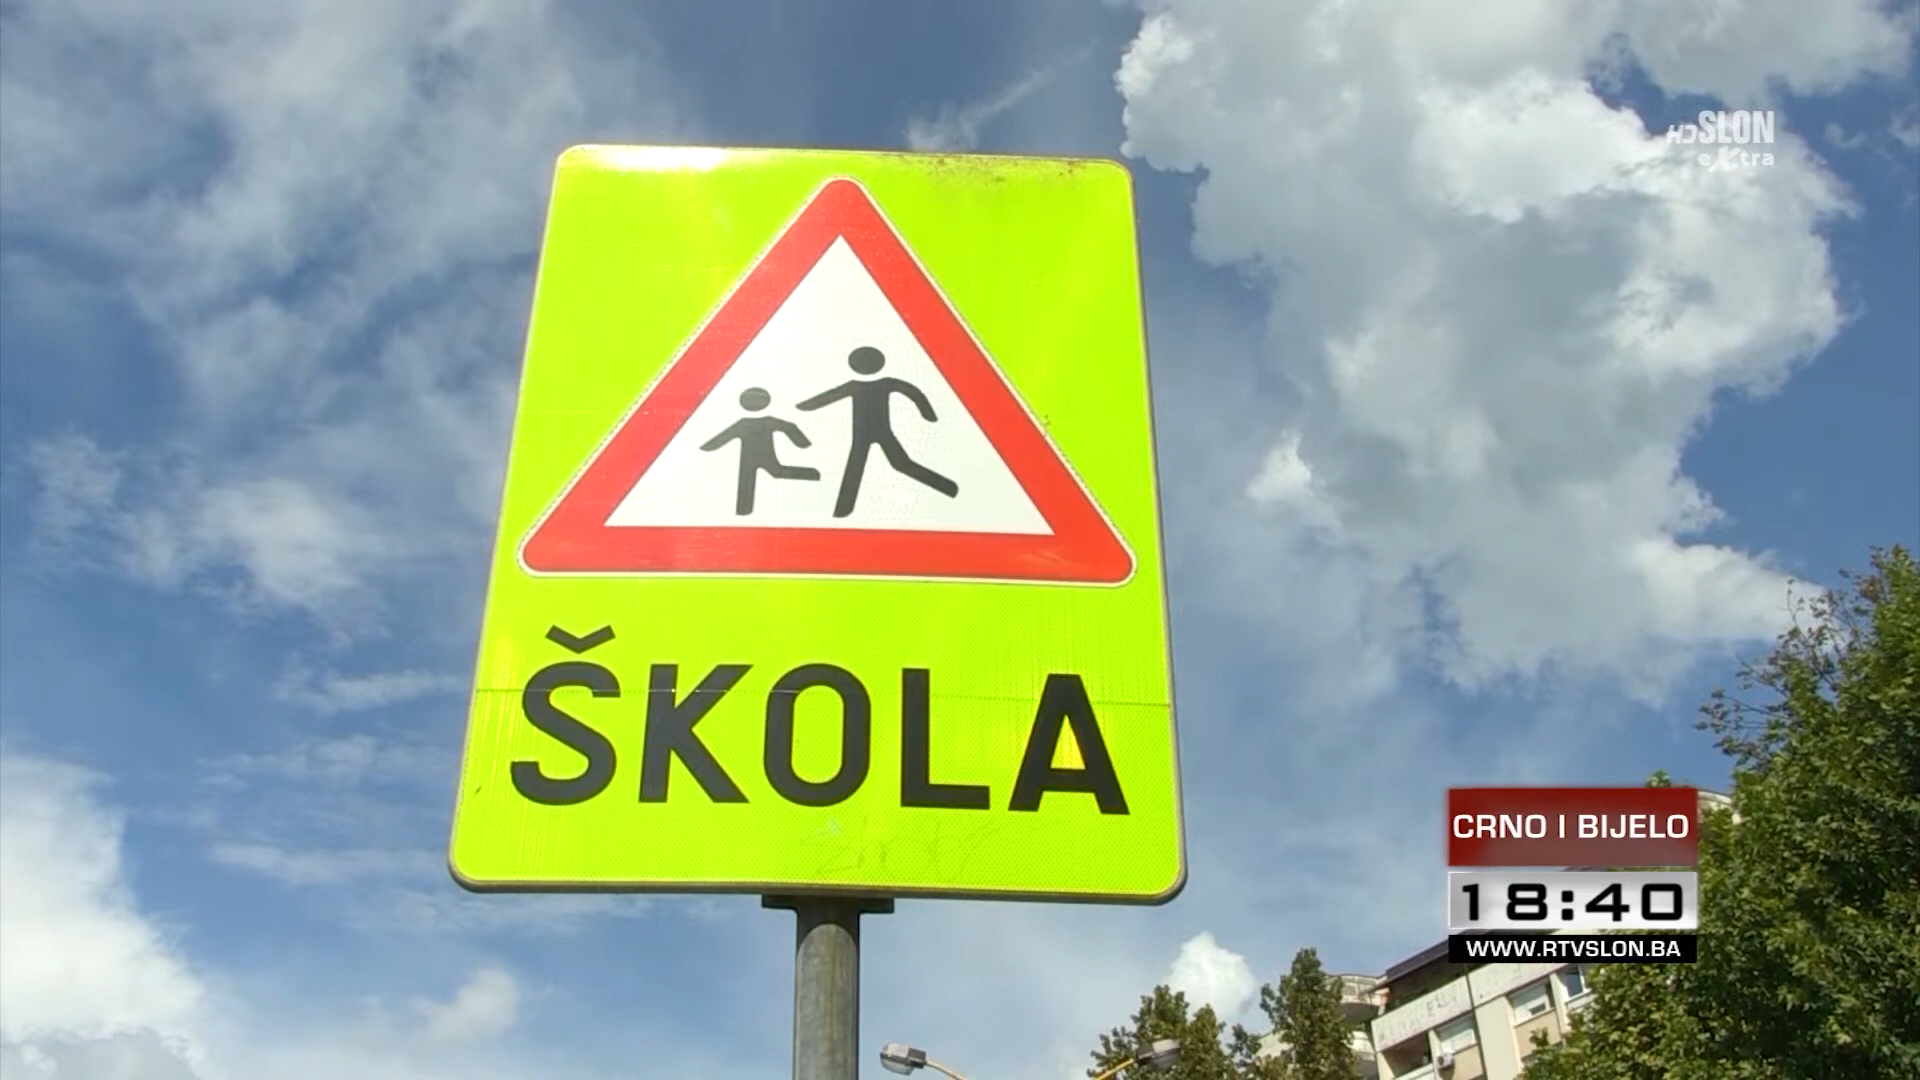 HD SLON
eXtra
ŠKOLA
CRNO I BIJELO
18:40
WWW.RTVSLON.BA